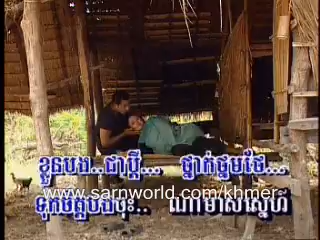 ខ្លួនបង..ជាប្ដី... ថ្នាក់ថ្នមថែ...
www.sarnworld.com/khmer
ទុកចិត្តបងចុះ.. ណាមាសស្នេហ៍